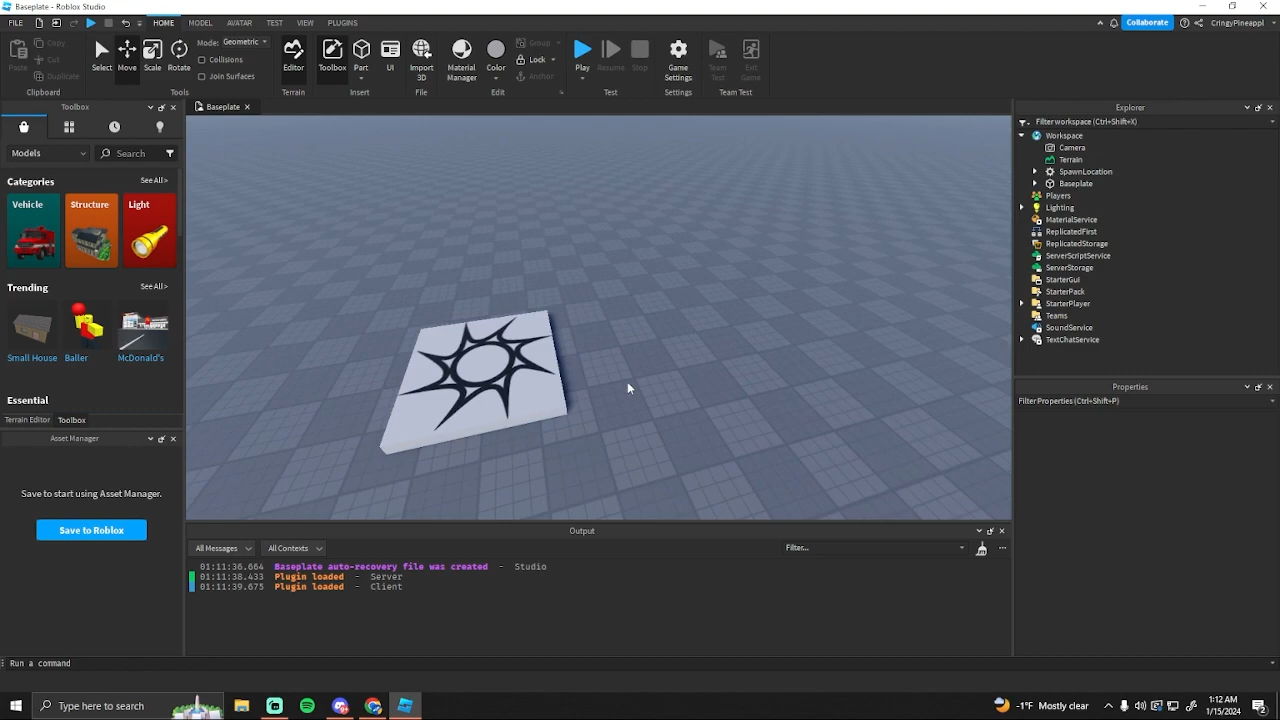 Baseplate - Roblox Studio
FILE HOME MODEL AVATAR TEST VIEW PLUGINS Collaborate CringyPineappl
Paste Copy Cut Duplicate Select Move Scale Rotate Mode: Geometric Collisions Join Surfaces Editor Toolbox Part UI Import 3D Material Manager Color Group Lock Anchor Play Resume Stop Game Settings Team Test Exit Game
Clipboard Tools Terrain Insert File Edit Test Settings Team Test
Toolbox
Models Search
Categories See All>
Vehicle Structure Light
Trending See All>
Small House Baller McDonald's
Essential
Terrain Editor Toolbox
Asset Manager
Save to start using Asset Manager.
Save to Roblox
Baseplate
Output
All Messages All Contexts Filter...
01:11:36.664 Baseplate auto-recovery file was created - Studio
01:11:38.433 Plugin loaded - Server
01:11:39.675 Plugin loaded - Client
Explorer
Filter workspace (Ctrl+Shift+X)
Workspace
Camera
Terrain
SpawnLocation
Baseplate
Players
Lighting
MaterialService
ReplicatedFirst
ReplicatedStorage
ServerScriptService
ServerStorage
StarterGui
StarterPack
StarterPlayer
Teams
SoundService
TextChatService
Properties
Filter Properties (Ctrl+Shift+P)
Run a command
Type here to search
-1°F Mostly clear
1:12 AM
1/15/2024